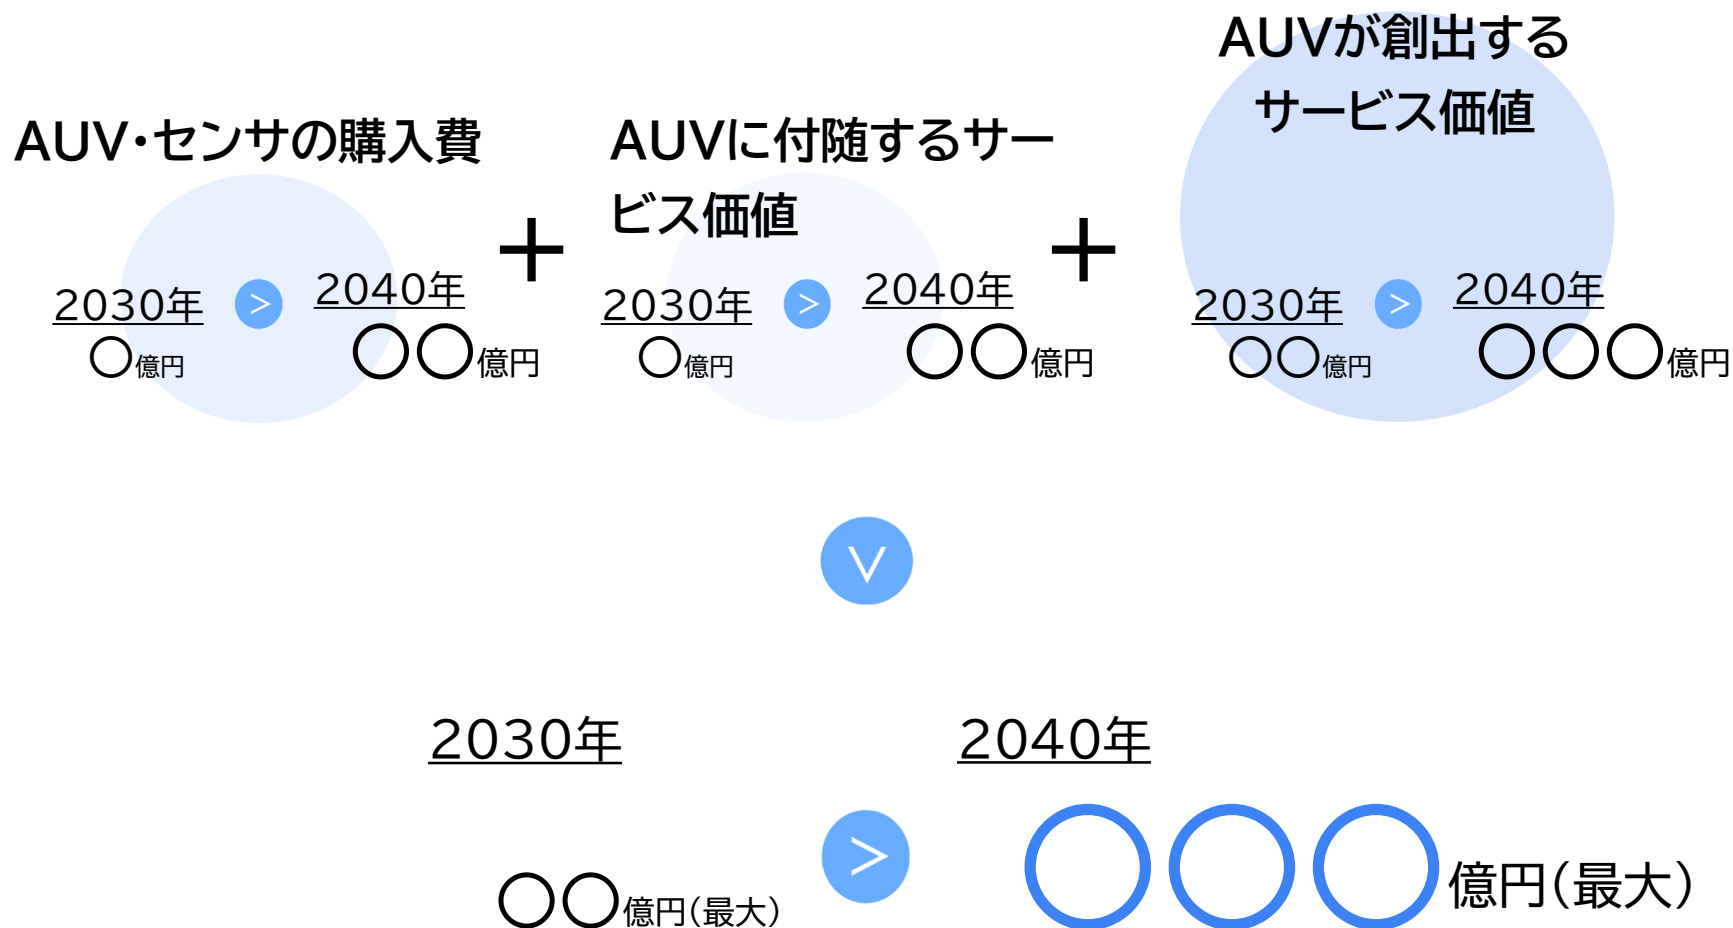 AUV・センサの購入費
2030年
>
2040年
〇億円
〇〇億円
＋
AUVに付随するサー
ビス価値
2030年
>
2040年
〇億円
〇〇億円
＋
AUVが創出する
サービス価値
2030年
>
2040年
〇〇億円
〇〇〇億円
>
2030年
2040年
〇〇億円（最大）
>
〇〇〇億円（最大）